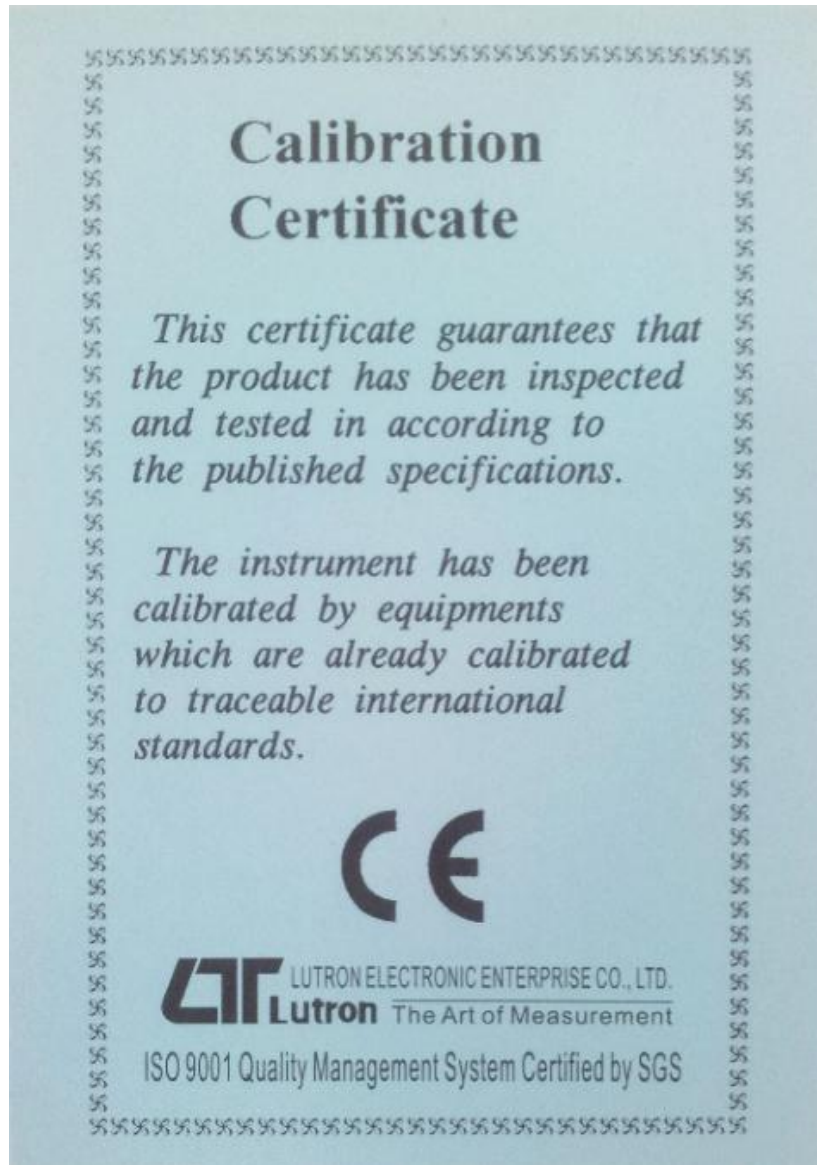 Calibration
Certificate
This certificate guarantees that
the product has been inspected
and tested in according to
the published specifications.
The instrument has been
calibrated by equipments
which are already calibrated
to traceable international
standards.
CE
LUTRON ELECTRONIC ENTERPRISE CO., LTD.
Lutron The Art of Measurement
ISO 9001 Quality Management System Certified by SGS